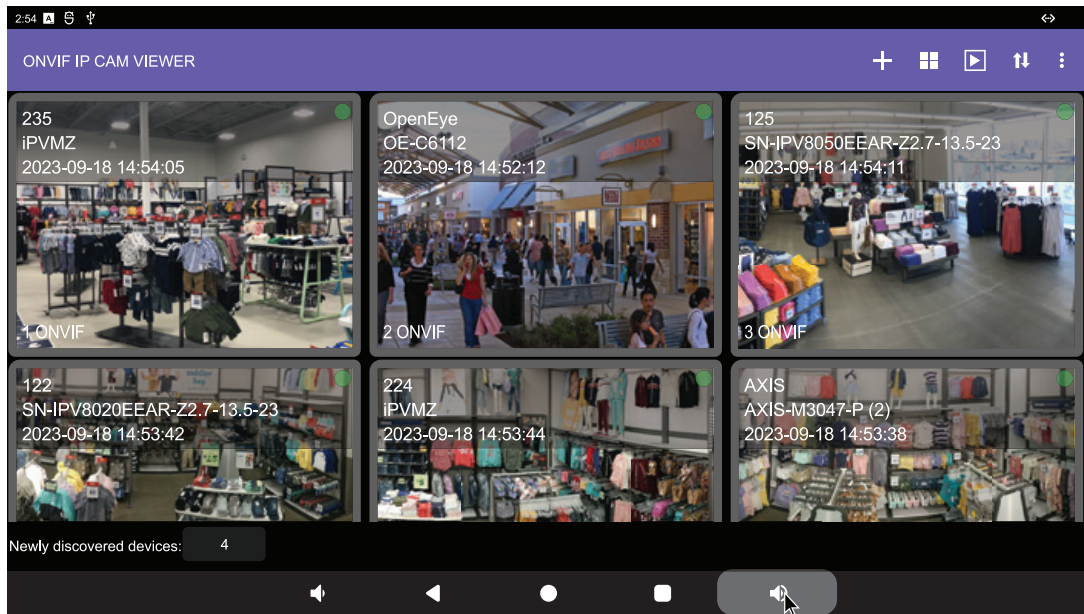 2:54
ONVIF IP CAM VIEWER
235
iPVMZ
2023-09-18 14:54:05
1 ONVIF
OpenEye
OE-C6112
2023-09-18 14:52:12
2 ONVIF
125
SN-IPV8050EEAR-Z2.7-13.5-23
2023-09-18 14:54:11
3 ONVIF
122
SN-IPV8020EEAR-Z2.7-13.5-23
2023-09-18 14:53:42
224
iPVMZ
2023-09-18 14:53:44
AXIS
AXIS-M3047-P (2)
2023-09-18 14:53:38
Newly discovered devices: 4